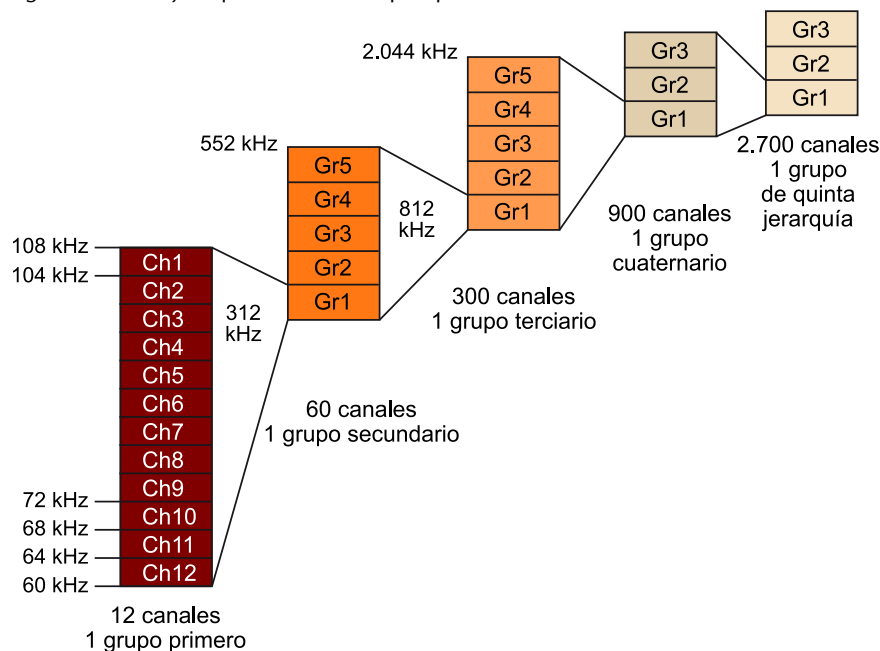 2.044 kHz
552 kHz
108 kHz
104 kHz
72 kHz
68 kHz
64 kHz
60 kHz
Ch1
Ch2
Ch3
Ch4
Ch5
Ch6
Ch7
Ch8
Ch9
Ch10
Ch11
Ch12
12 canales
1 grupo primero
312
kHz
Gr5
Gr4
Gr3
Gr2
Gr1
60 canales
1 grupo secundario
812
kHz
Gr5
Gr4
Gr3
Gr2
Gr1
300 canales
1 grupo terciario
Gr3
Gr2
Gr1
900 canales
1 grupo
cuaternario
Gr3
Gr2
Gr1
2.700 canales
1 grupo
de quinta
jerarquía